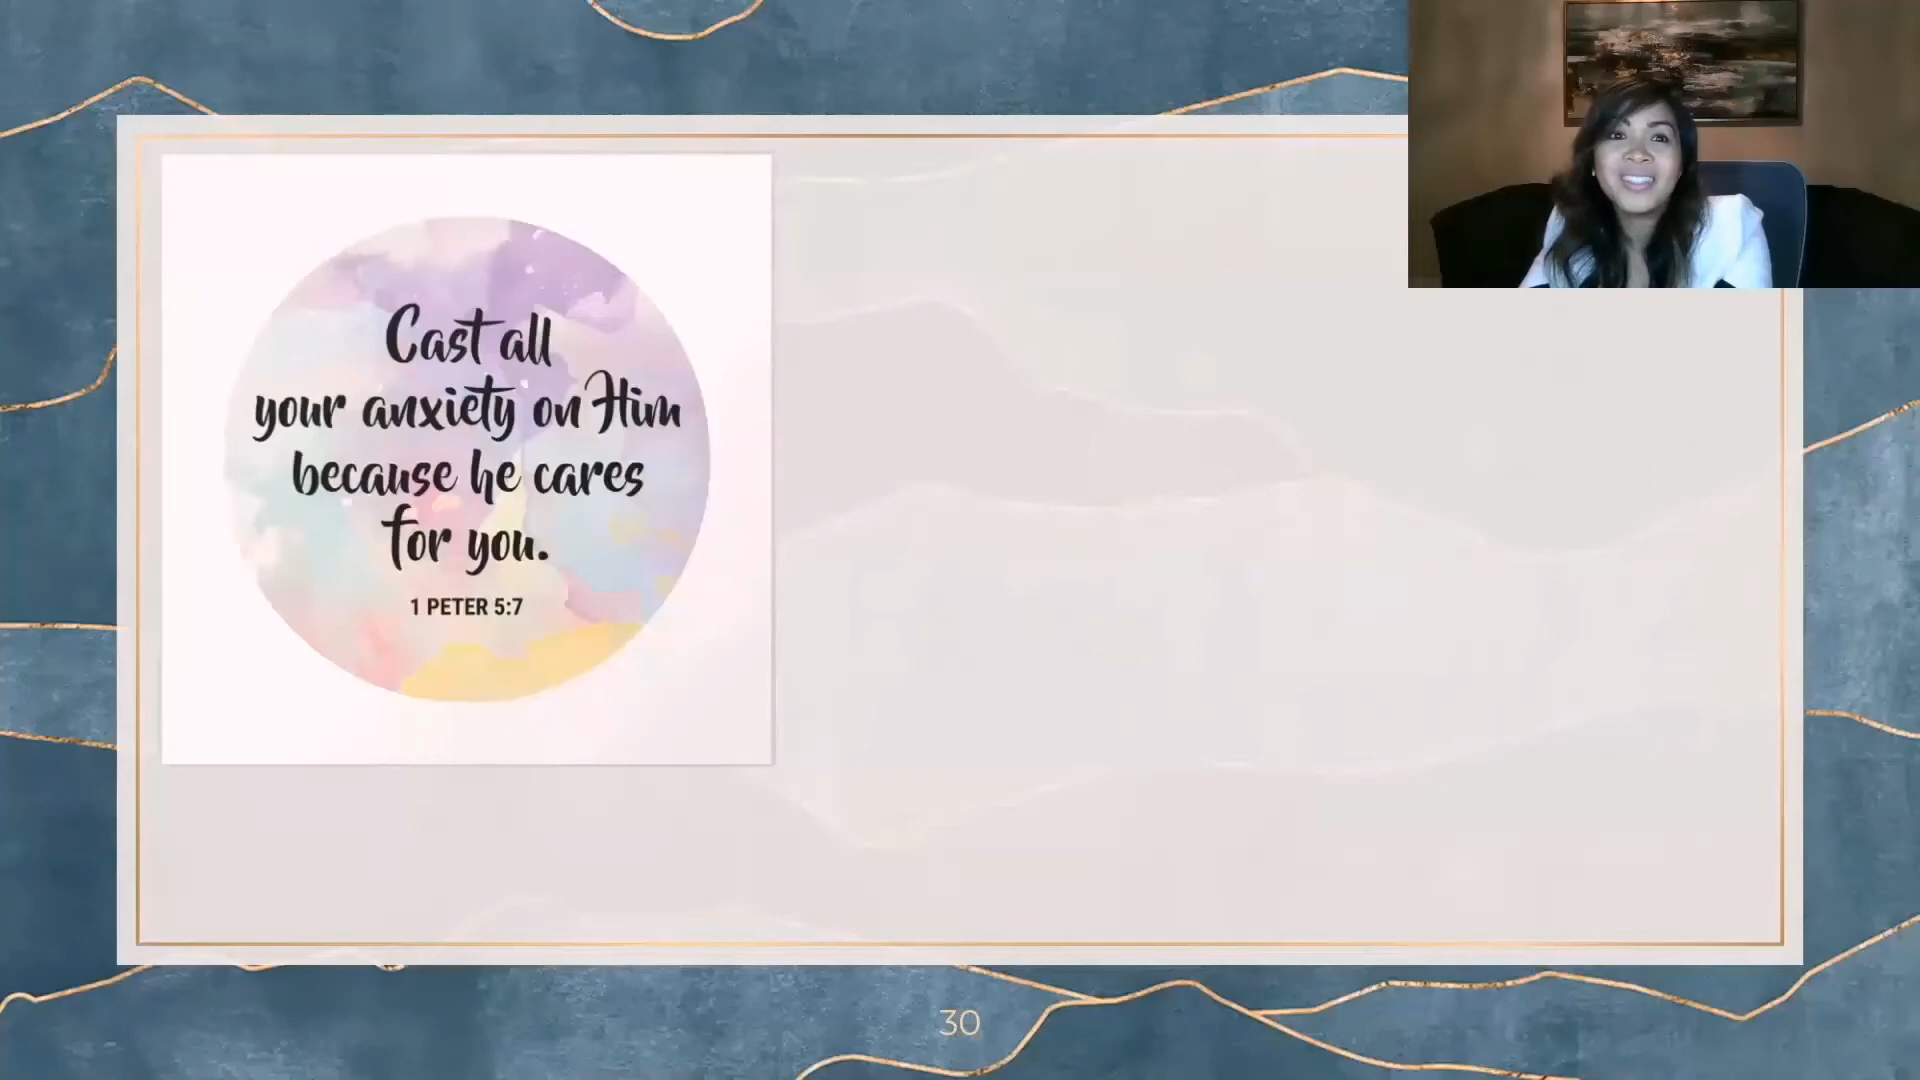 Cast all
your anxiety on Him
because he cares
for you.
1 PETER 5:7
30